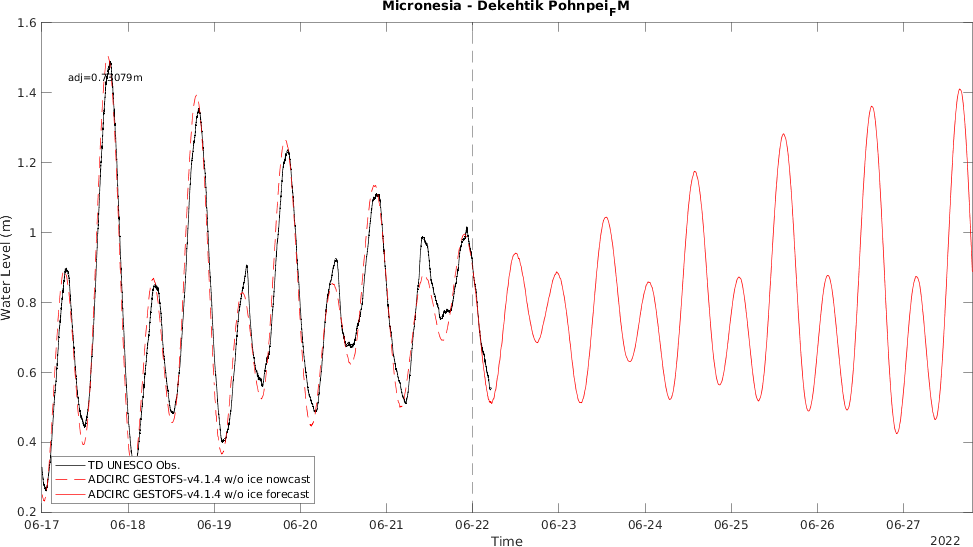 Micronesia - Dekehtik PohnpeiFM
1.6
1.4
1.2
1
0.8
0.6
0.4
0.2
Water Level (m)
adj=0.73079m
TD UNESCO Obs.
ADCIRC GESTOFS-v4.1.4 w/o ice nowcast
ADCIRC GESTOFS-v4.1.4 w/o ice forecast
06-17 06-18 06-19 06-20 06-21 06-22 06-23 06-24 06-25 06-26 06-27
Time
2022